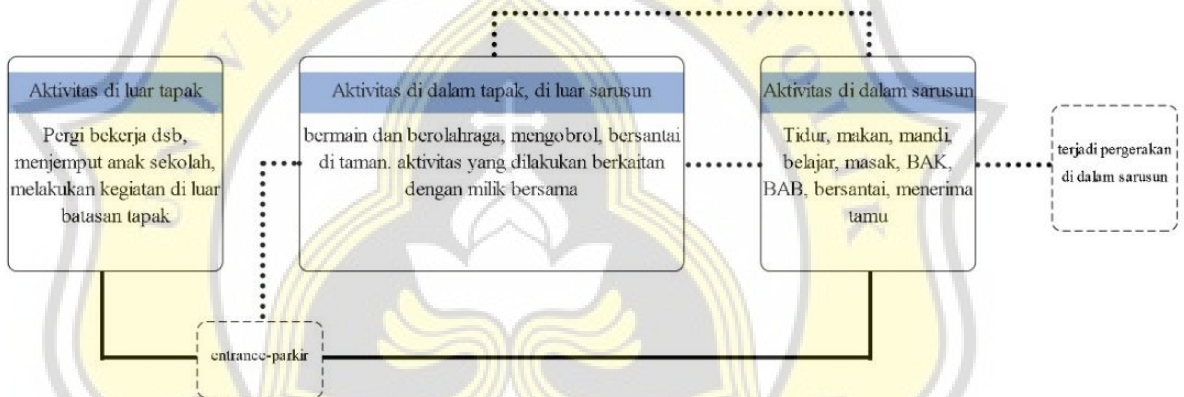 Aktivitas di luar tapak
Pergi bekerja dsb,
menjemput anak sekolah,
melakukan kegiatan di luar
batasan tapak
Aktivitas di dalam tapak, di luar sarusun
bermain dan berolahraga, mengobrol, bersantai
di taman. aktivitas yang dilakukan berkaitan
dengan milik bersama
Aktivitas di dalam sarusun
Tidur, makan, mandi,
belajar, masak, BAK,
BAB, bersantai, menerima
tamu
terjadi pergerakan
di dalam sarusun
entrance-parkir